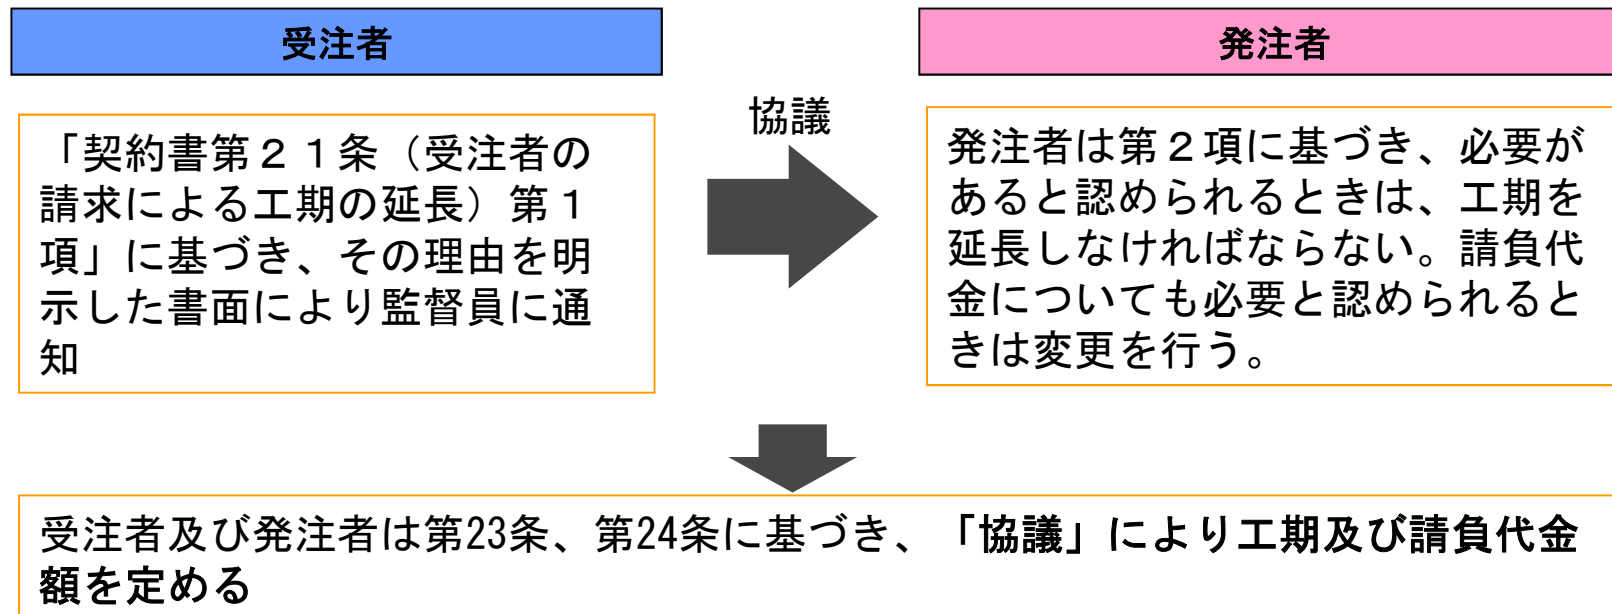 受注者
発注者
「契約書第２１条（受注者の
請求による工期の延長）第１
項」に基づき、その理由を明
示した書面により監督員に通
知
協議
発注者は第２項に基づき、必要が
あると認められるときは、工期を
延長しなければならない。請負代
金についても必要と認められると
きは変更を行う。
受注者及び発注者は第23条、第24条に基づき、「協議」により工期及び請負代金
額を定める